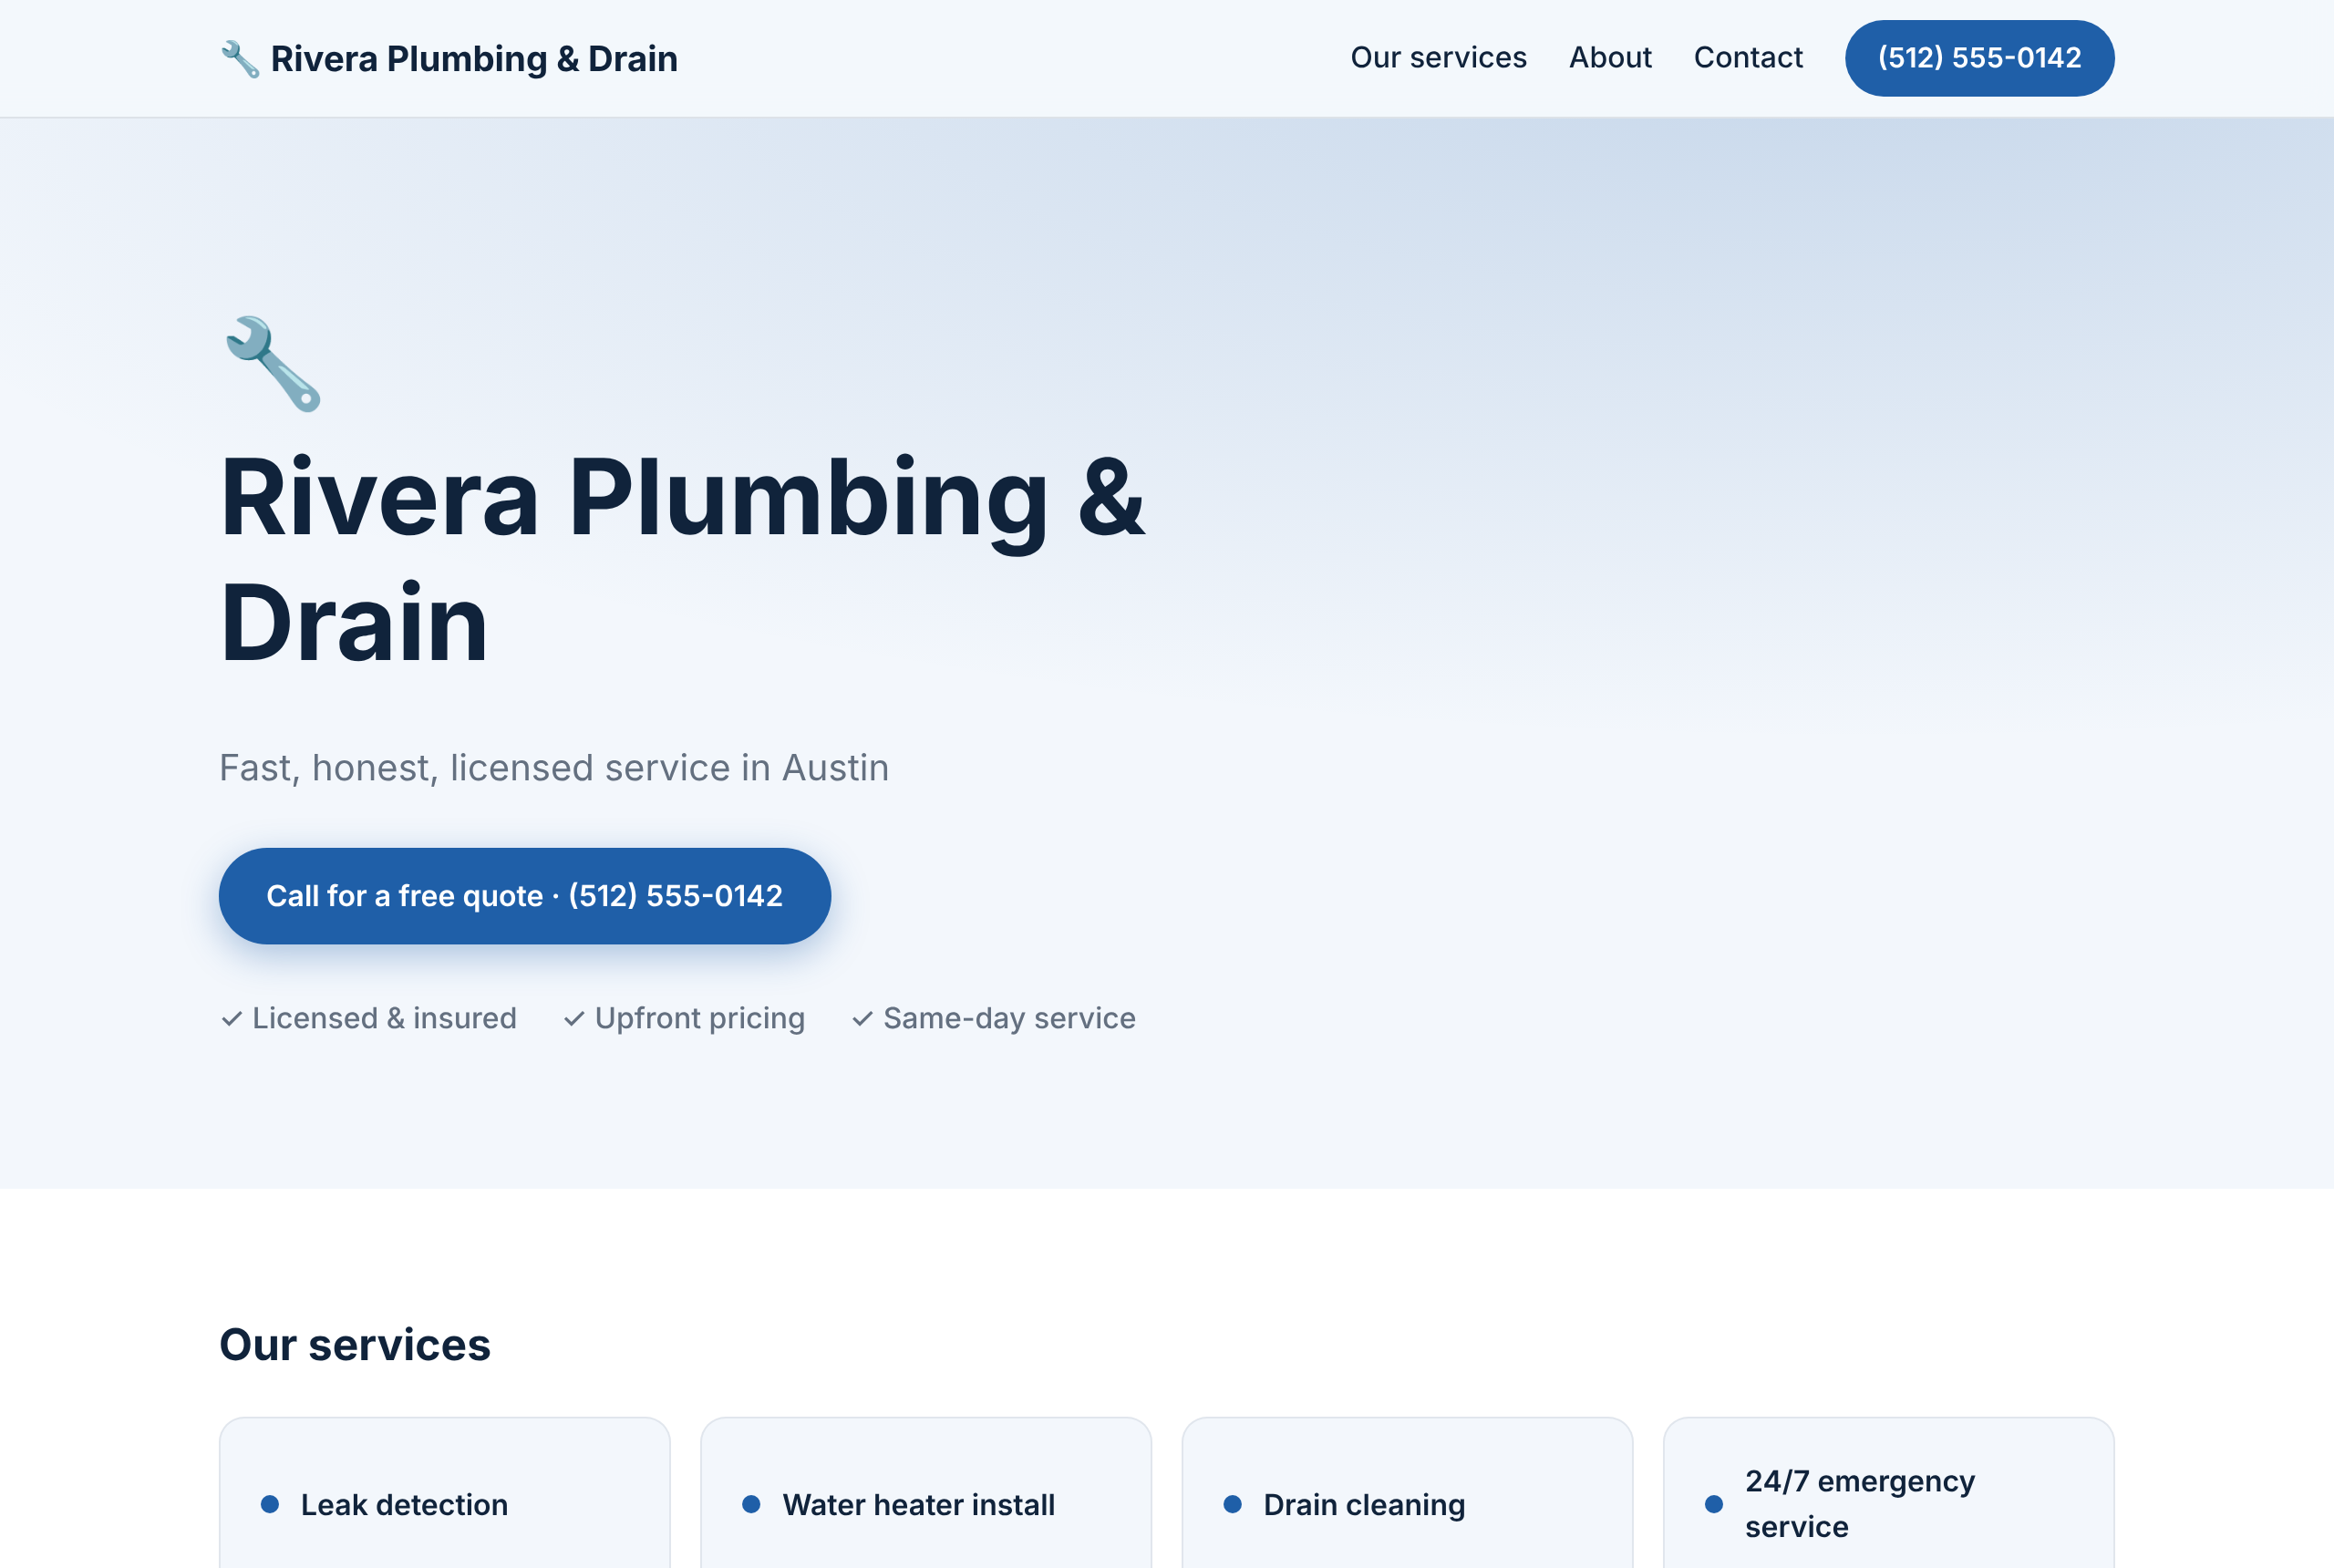 Rivera Plumbing & Drain
Our services
About
Contact
(512) 555-0142
Rivera Plumbing &
Drain
Fast, honest, licensed service in Austin
Call for a free quote · (512) 555-0142
✓ Licensed & insured
✓ Upfront pricing
✓ Same-day service
Our services
Leak detection
Water heater install
Drain cleaning
24/7 emergency
service